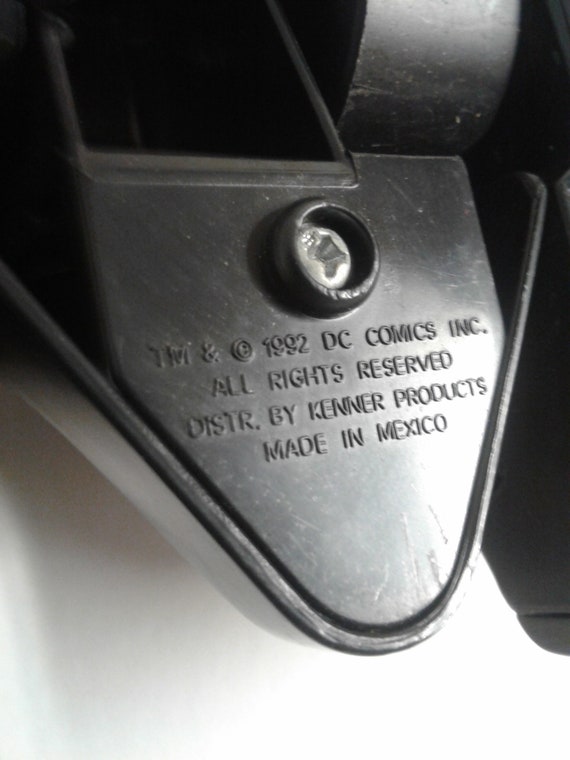 TM & © 1992 DC COMICS INC.
ALL RIGHTS RESERVED
DISTR. BY KENNER PRODUCTS
MADE IN MEXICO